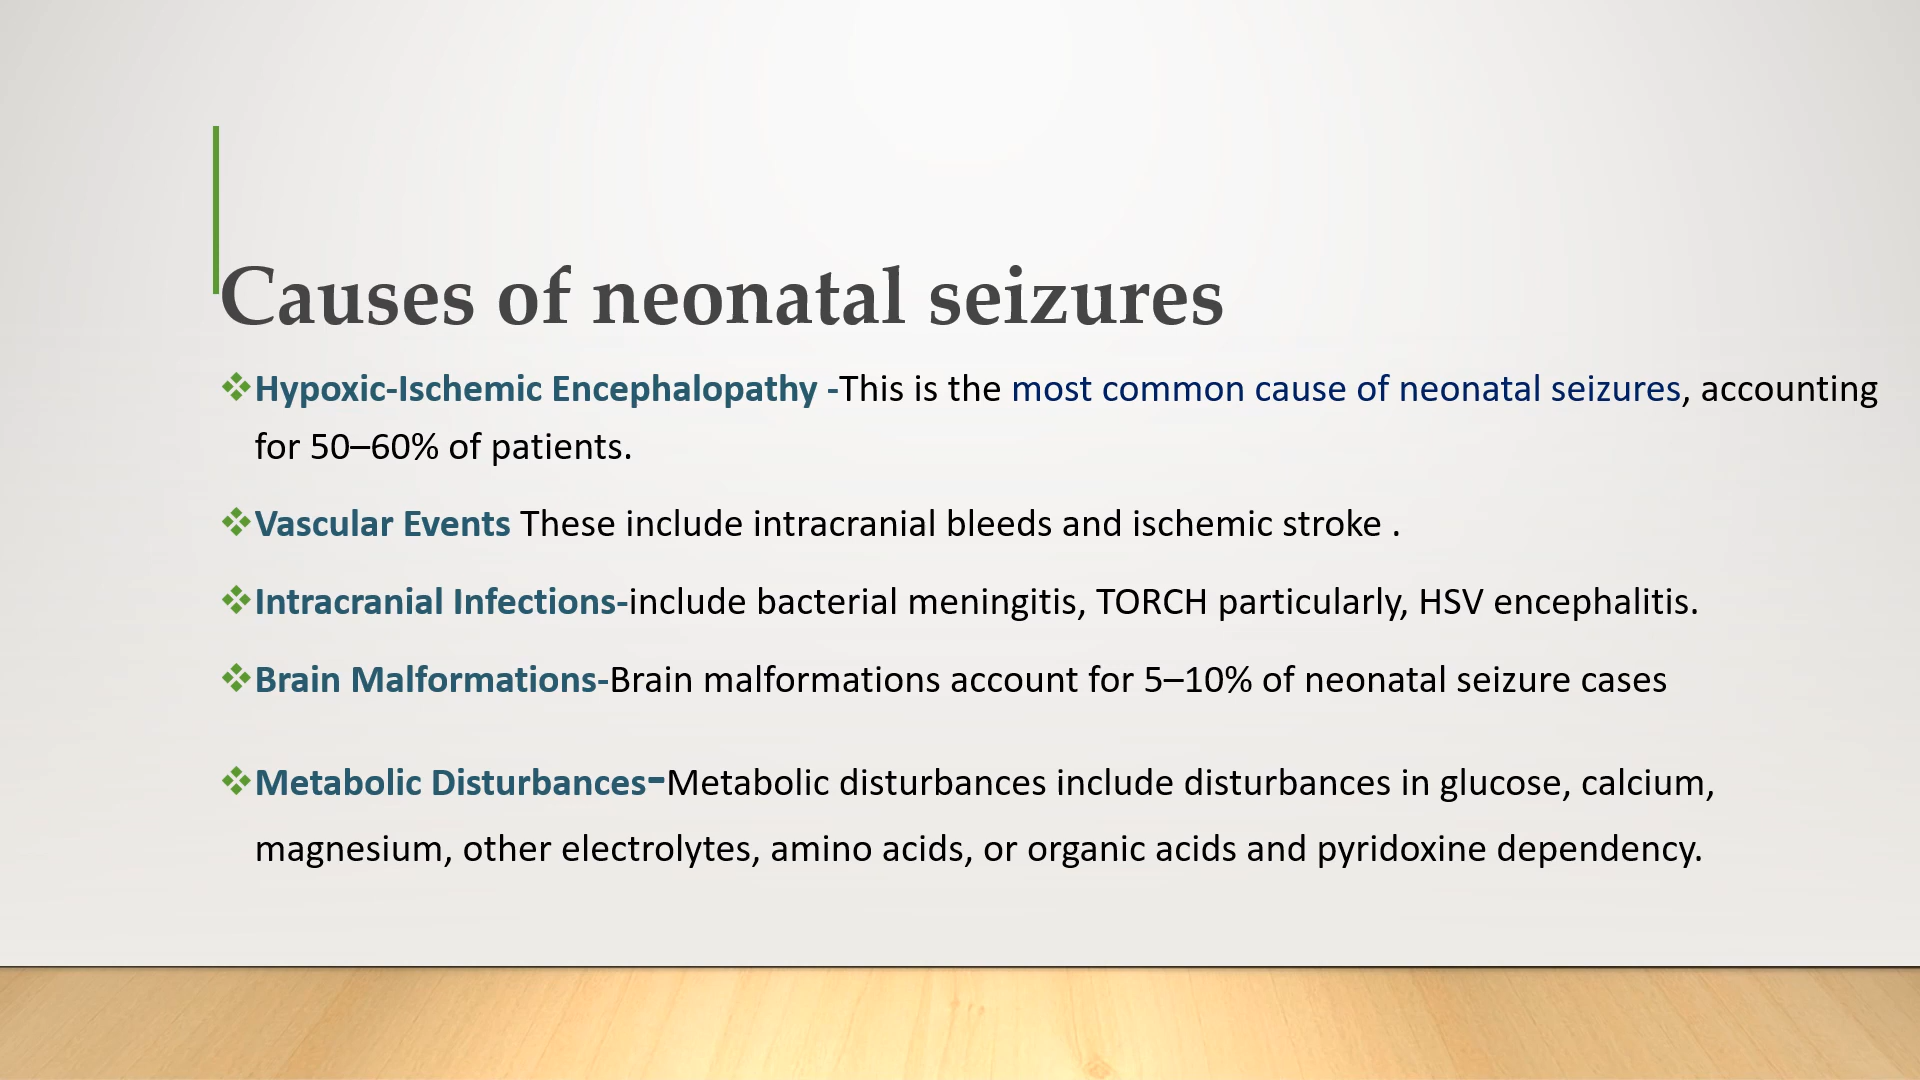 Causes of neonatal seizures
❖Hypoxic-Ischemic Encephalopathy -This is the most common cause of neonatal seizures, accounting
for 50–60% of patients.
❖Vascular Events These include intracranial bleeds and ischemic stroke .
❖Intracranial Infections-include bacterial meningitis, TORCH particularly, HSV encephalitis.
❖Brain Malformations-Brain malformations account for 5–10% of neonatal seizure cases
❖Metabolic Disturbances-Metabolic disturbances include disturbances in glucose, calcium,
magnesium, other electrolytes, amino acids, or organic acids and pyridoxine dependency.